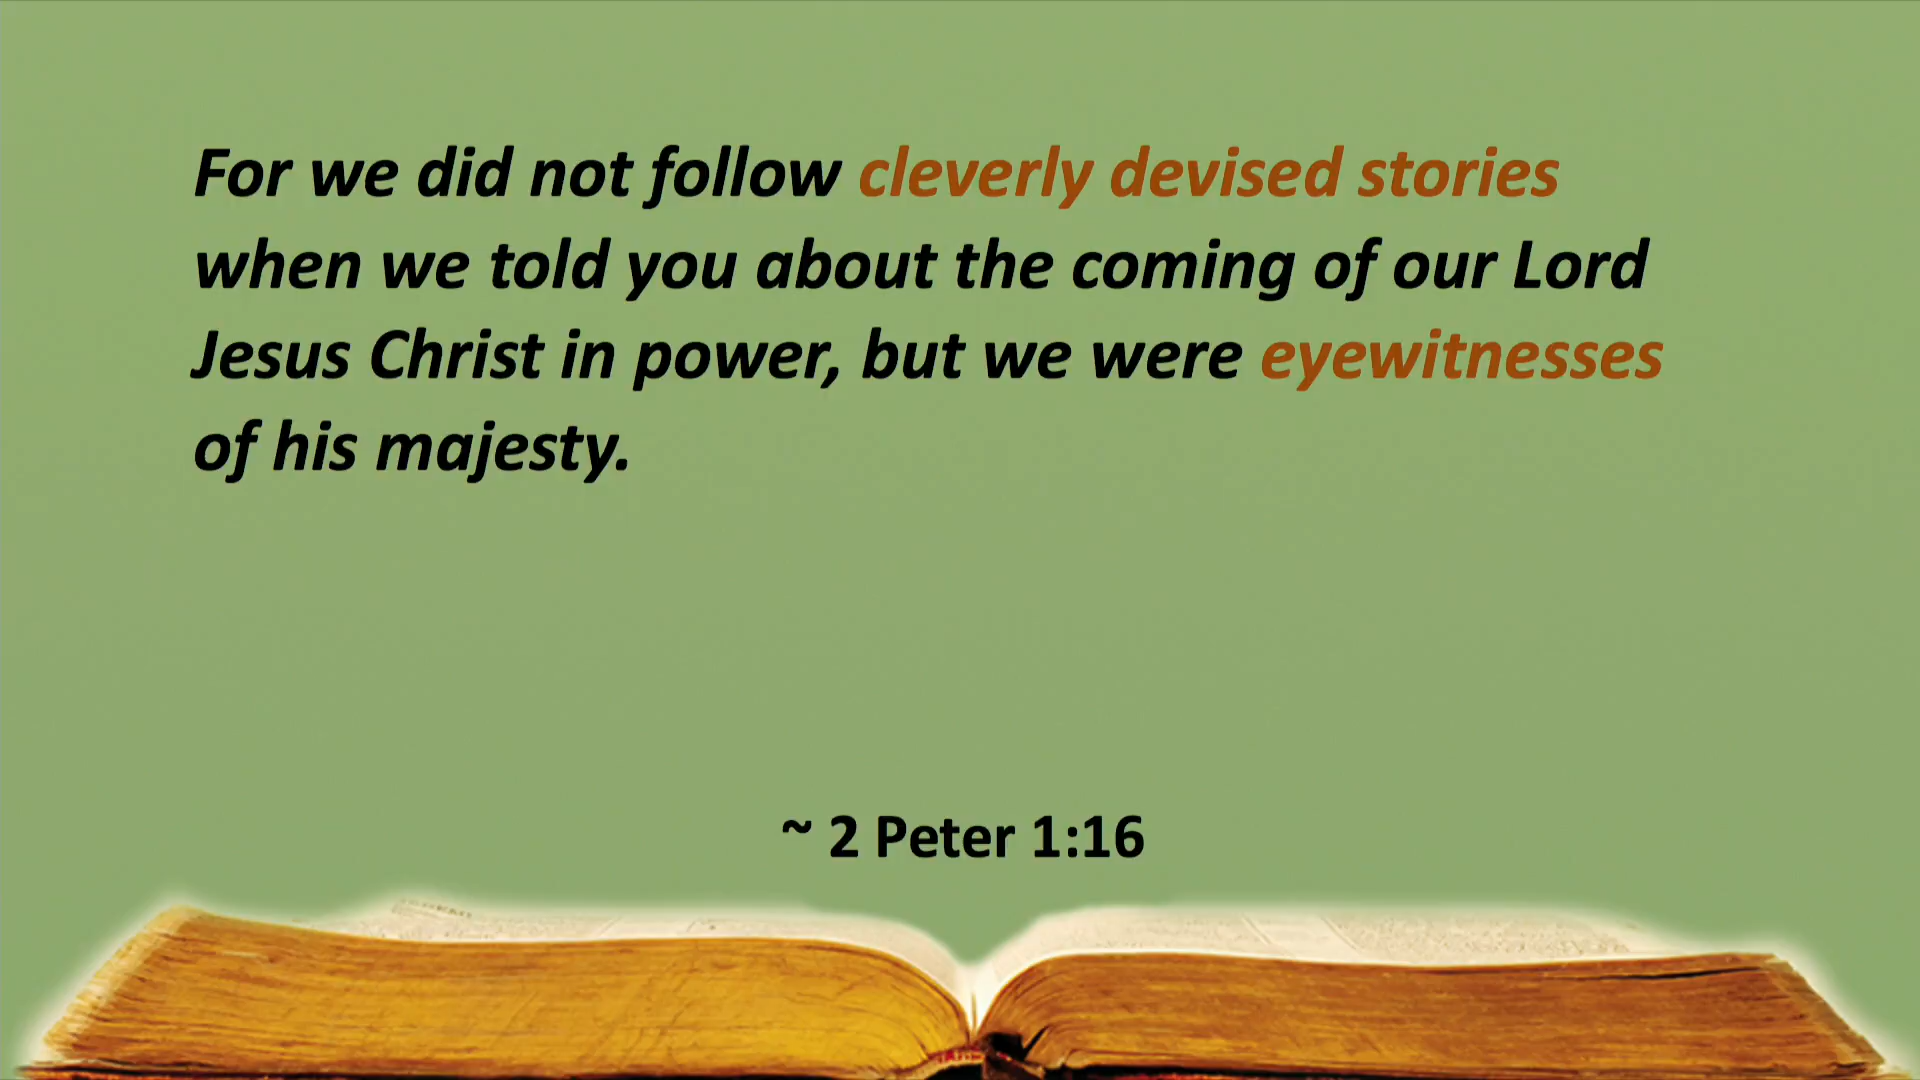 For we did not follow cleverly devised stories
when we told you about the coming of our Lord
Jesus Christ in power, but we were eyewitnesses
of his majesty.
~ 2 Peter 1:16